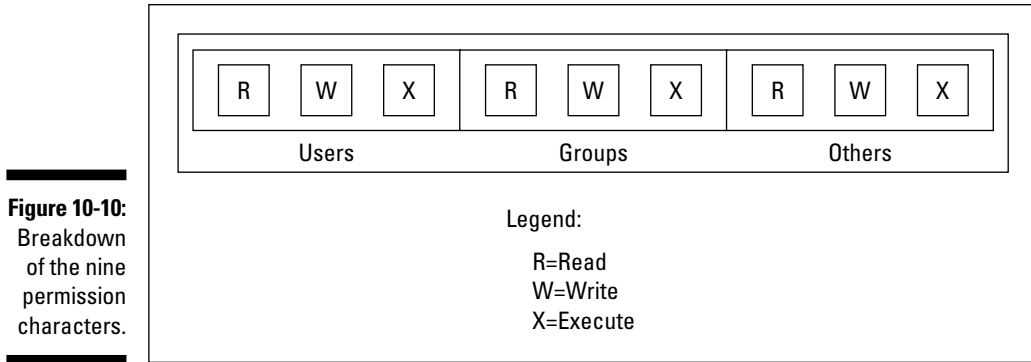 R W X R W X R W X
Users Groups Others
Figure 10-10:
Breakdown
of the nine
permission
characters.
Legend:
R=Read
W=Write
X=Execute